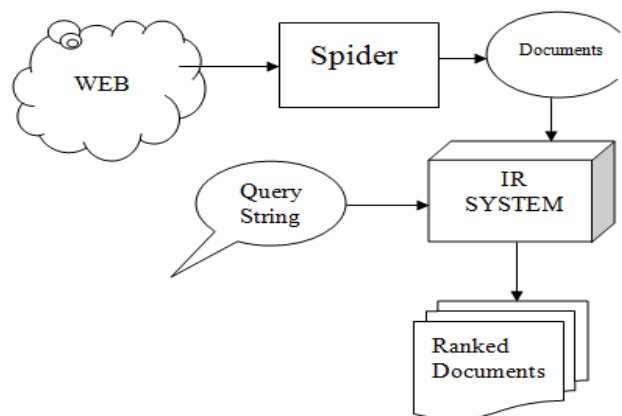 WEB
Spider
Documents
Query
String
IR
SYSTEM
Ranked
Documents